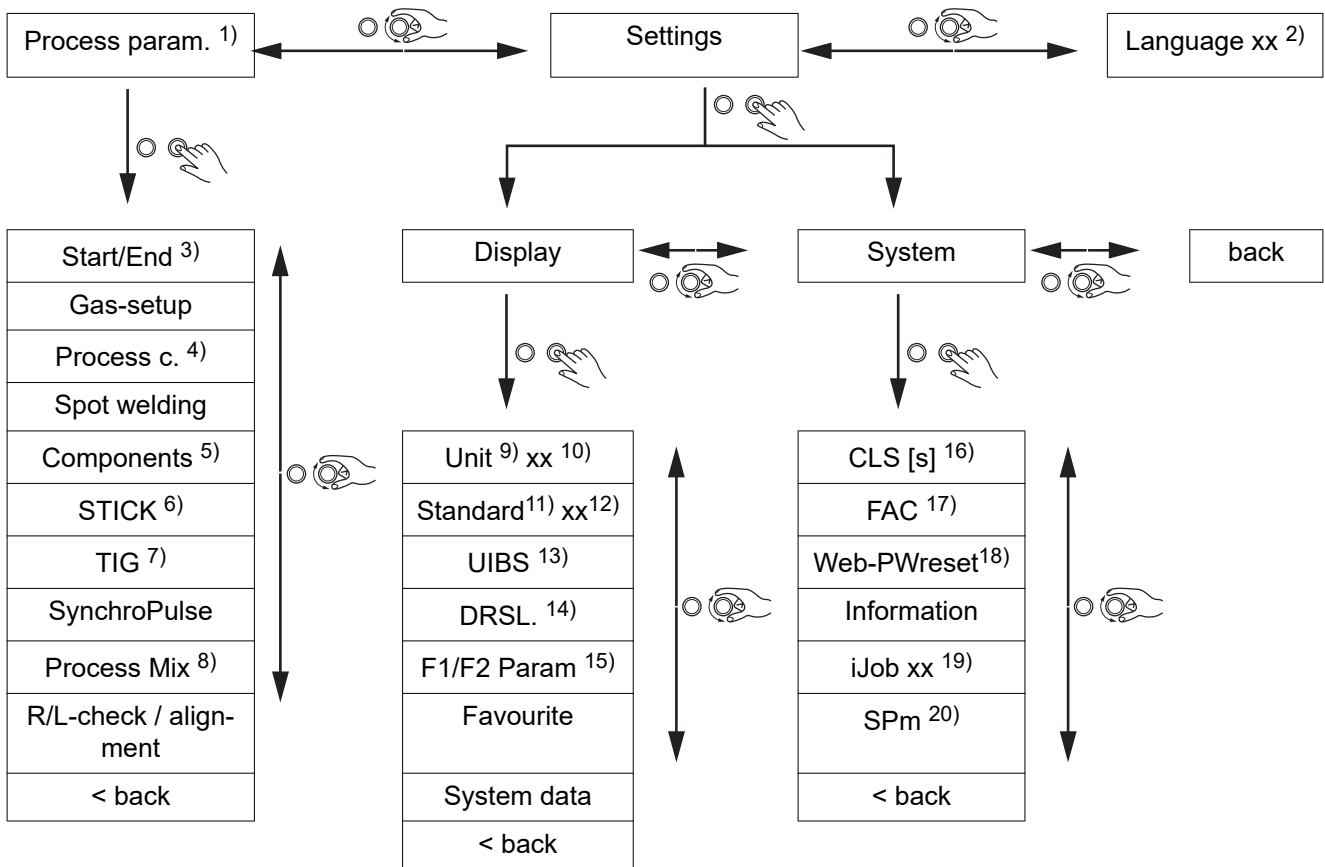 Process param. 1)
Settings
Language xx 2)
Start/End 3)
Gas-setup
Process c. 4)
Spot welding
Components 5)
STICK 6)
TIG 7)
SynchroPulse
Process Mix 8)
R/L-check / align-
ment
< back
Display
Unit 9) xx 10)
Standard11) xx12)
UIBS 13)
DRSL. 14)
F1/F2 Param 15)
Favourite
System data
< back
System
CLS [s] 16)
FAC 17)
Web-PWreset18)
Information
iJob xx 19)
SPm 20)
< back
back